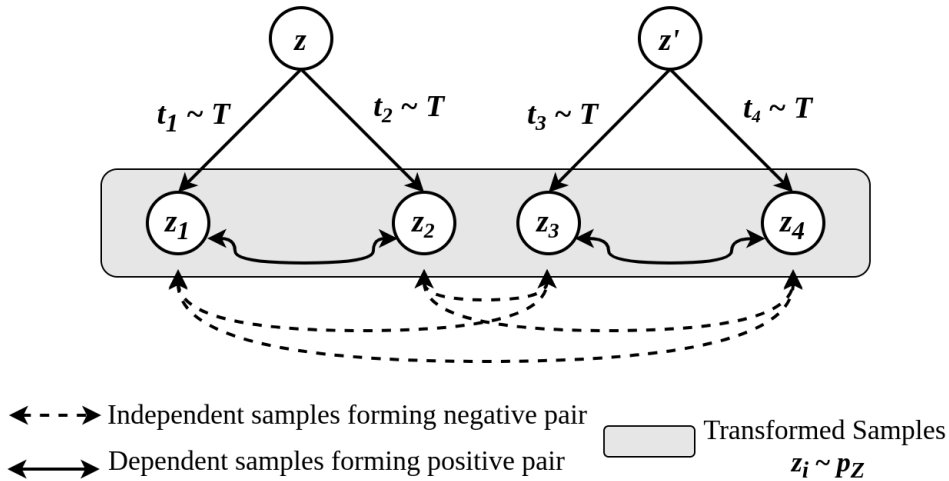 z z'
t1 ~ T t2 ~ T t3 ~ T t4 ~ T
z1 z2 z3 z4
Independent samples forming negative pair
Dependent samples forming positive pair
Transformed Samples
zi ~ pZ